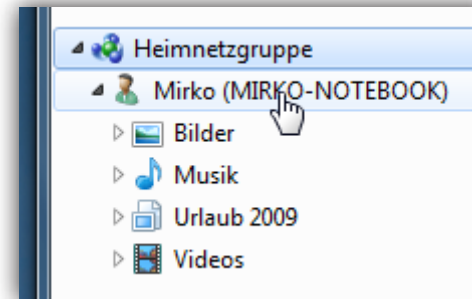 Heimnetzgruppe
Mirko (MIRKO-NOTEBOOK)
Bilder
Musik
Urlaub 2009
Videos